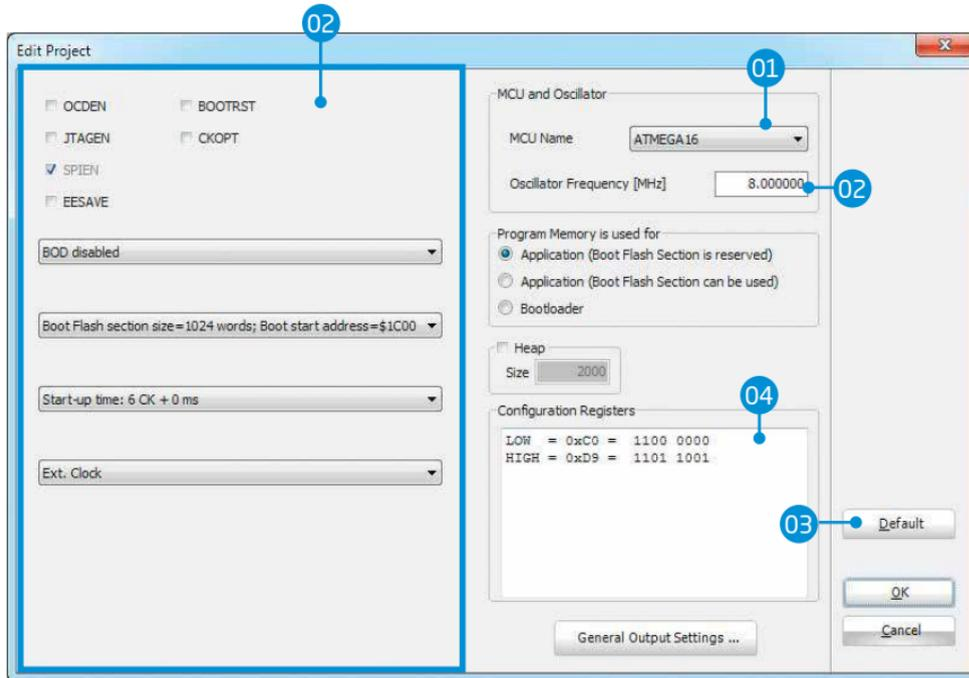 02
Edit Project
x
OCDEN
BOOTRST
JTAGEN
CKOPT
SPIEN
EESAVE
BOD disabled
Boot Flash section size=1024 words; Boot start address=$1C00
Start-up time: 6 CK + 0 ms
Ext. Clock
01
MCU and Oscillator
MCU Name
ATMEGA16
Oscillator Frequency [MHz]
8.000000
02
Program Memory is used for
Application (Boot Flash Section is reserved)
Application (Boot Flash Section can be used)
Bootloader
Heap
Size
2000
04
Configuration Registers
LOW = 0xC0 = 1100 0000
HIGH = 0xD9 = 1101 1001
03
Default
OK
Cancel
General Output Settings ...